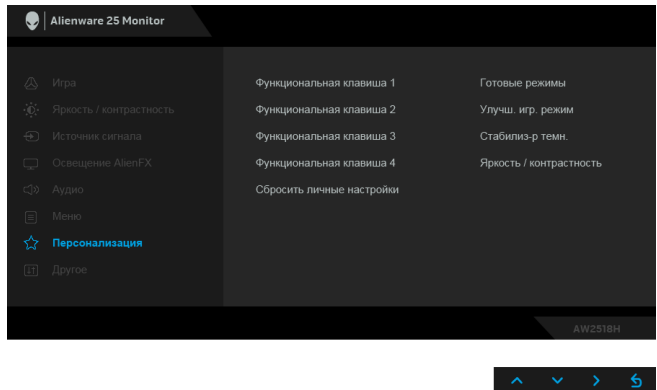 Alienware 25 Monitor
Игра
Функциональная клавиша 1 Готовые режимы
Яркость / контрастность Функциональная клавиша 2 Улучш. игр. режим
Источник сигнала Функциональная клавиша 3 Стабилиз-р темн.
Освещение AlienFX Функциональная клавиша 4 Яркость / контрастность
Аудио Сбросить личные настройки
Меню
Персонализация
Другое
AW2518H